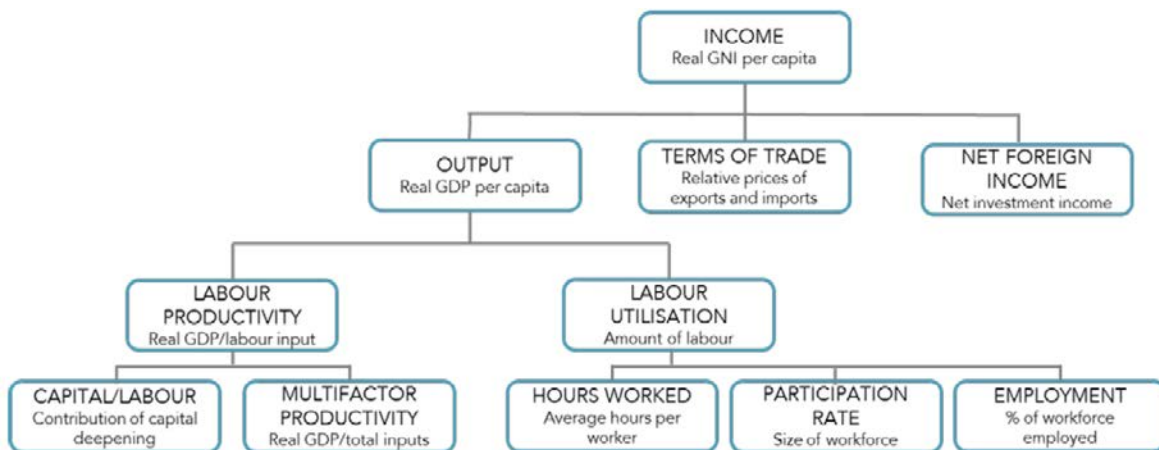 INCOME
Real GNI per capita
OUTPUT
Real GDP per capita
TERMS OF TRADE
Relative prices of
exports and imports
NET FOREIGN
INCOME
Net investment income
LABOUR
PRODUCTIVITY
Real GDP/labour input
LABOUR
UTILISATION
Amount of labour
CAPITAL/LABOUR
Contribution of capital
deepening
MULTIFACTOR
PRODUCTIVITY
Real GDP/total inputs
HOURS WORKED
Average hours per
worker
PARTICIPATION
RATE
Size of workforce
EMPLOYMENT
% of workforce
employed